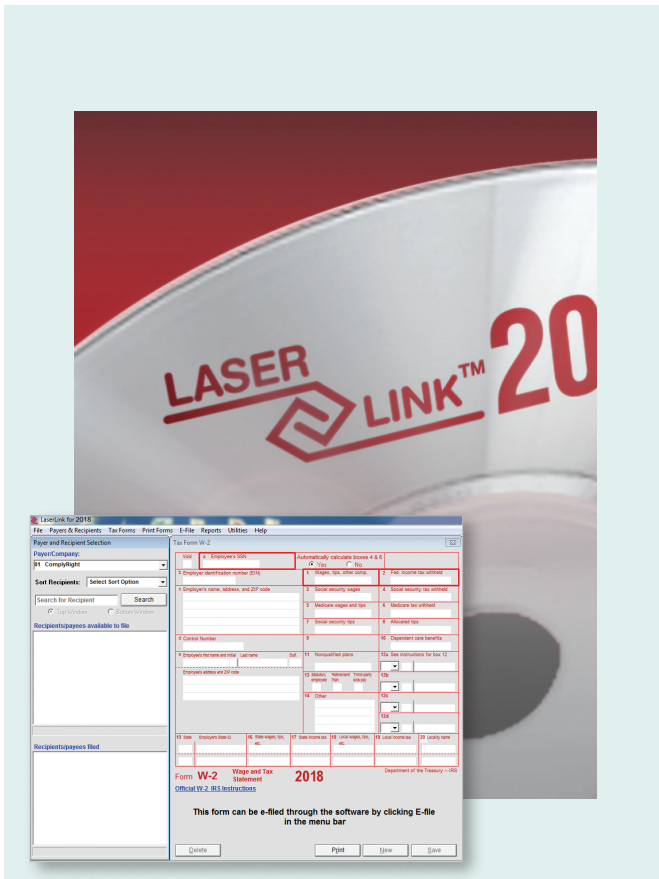 LASER
LINK™ 20
LaserLink for 2018
File Payers & Recipients Tax Forms Print Forms E-File Reports Utilities Help
Payer and Recipient Selection
Payer/Company:
01 ComplyRight
Sort Recipients: Select Sort Option
Search for Recipient Search
Top Window Bottom Window
Recipients/payees available to file
Recipients/payees filed
Tax Form W-2
Void a Employee's SSN
Automatically calculate boxes 4 & 6
Yes No
b Employer identification number (EIN)
1 Wages, tips, other comp. 2 Fed. income tax withheld
c Employer's name, address, and ZIP code
3 Social security wages 4 Social security tax withheld
5 Medicare wages and tips 6 Medicare tax withheld
7 Social security tips 8 Allocated tips
d Control Number
9 10 Dependent care benefits
e Employee's first name and initial Last name Suff.
11 Nonqualified plans 12a See instructions for box 12
Employee's address and ZIP code
13 Statutory employee Retirement Plan Third-party sick pay 12b
14 Other 12c
12d
15 State Employer's State ID 16 State wages, tips, etc. 17 State income tax 18 Local wages, tips, etc. 19 Local income tax 20 Locality name
Form W-2 Wage and Tax Statement 2018 Department of the Treasury -- IRS
Official W-2 IRS Instructions
This form can be e-filed through the software by clicking E-file
in the menu bar
Delete Print New Save